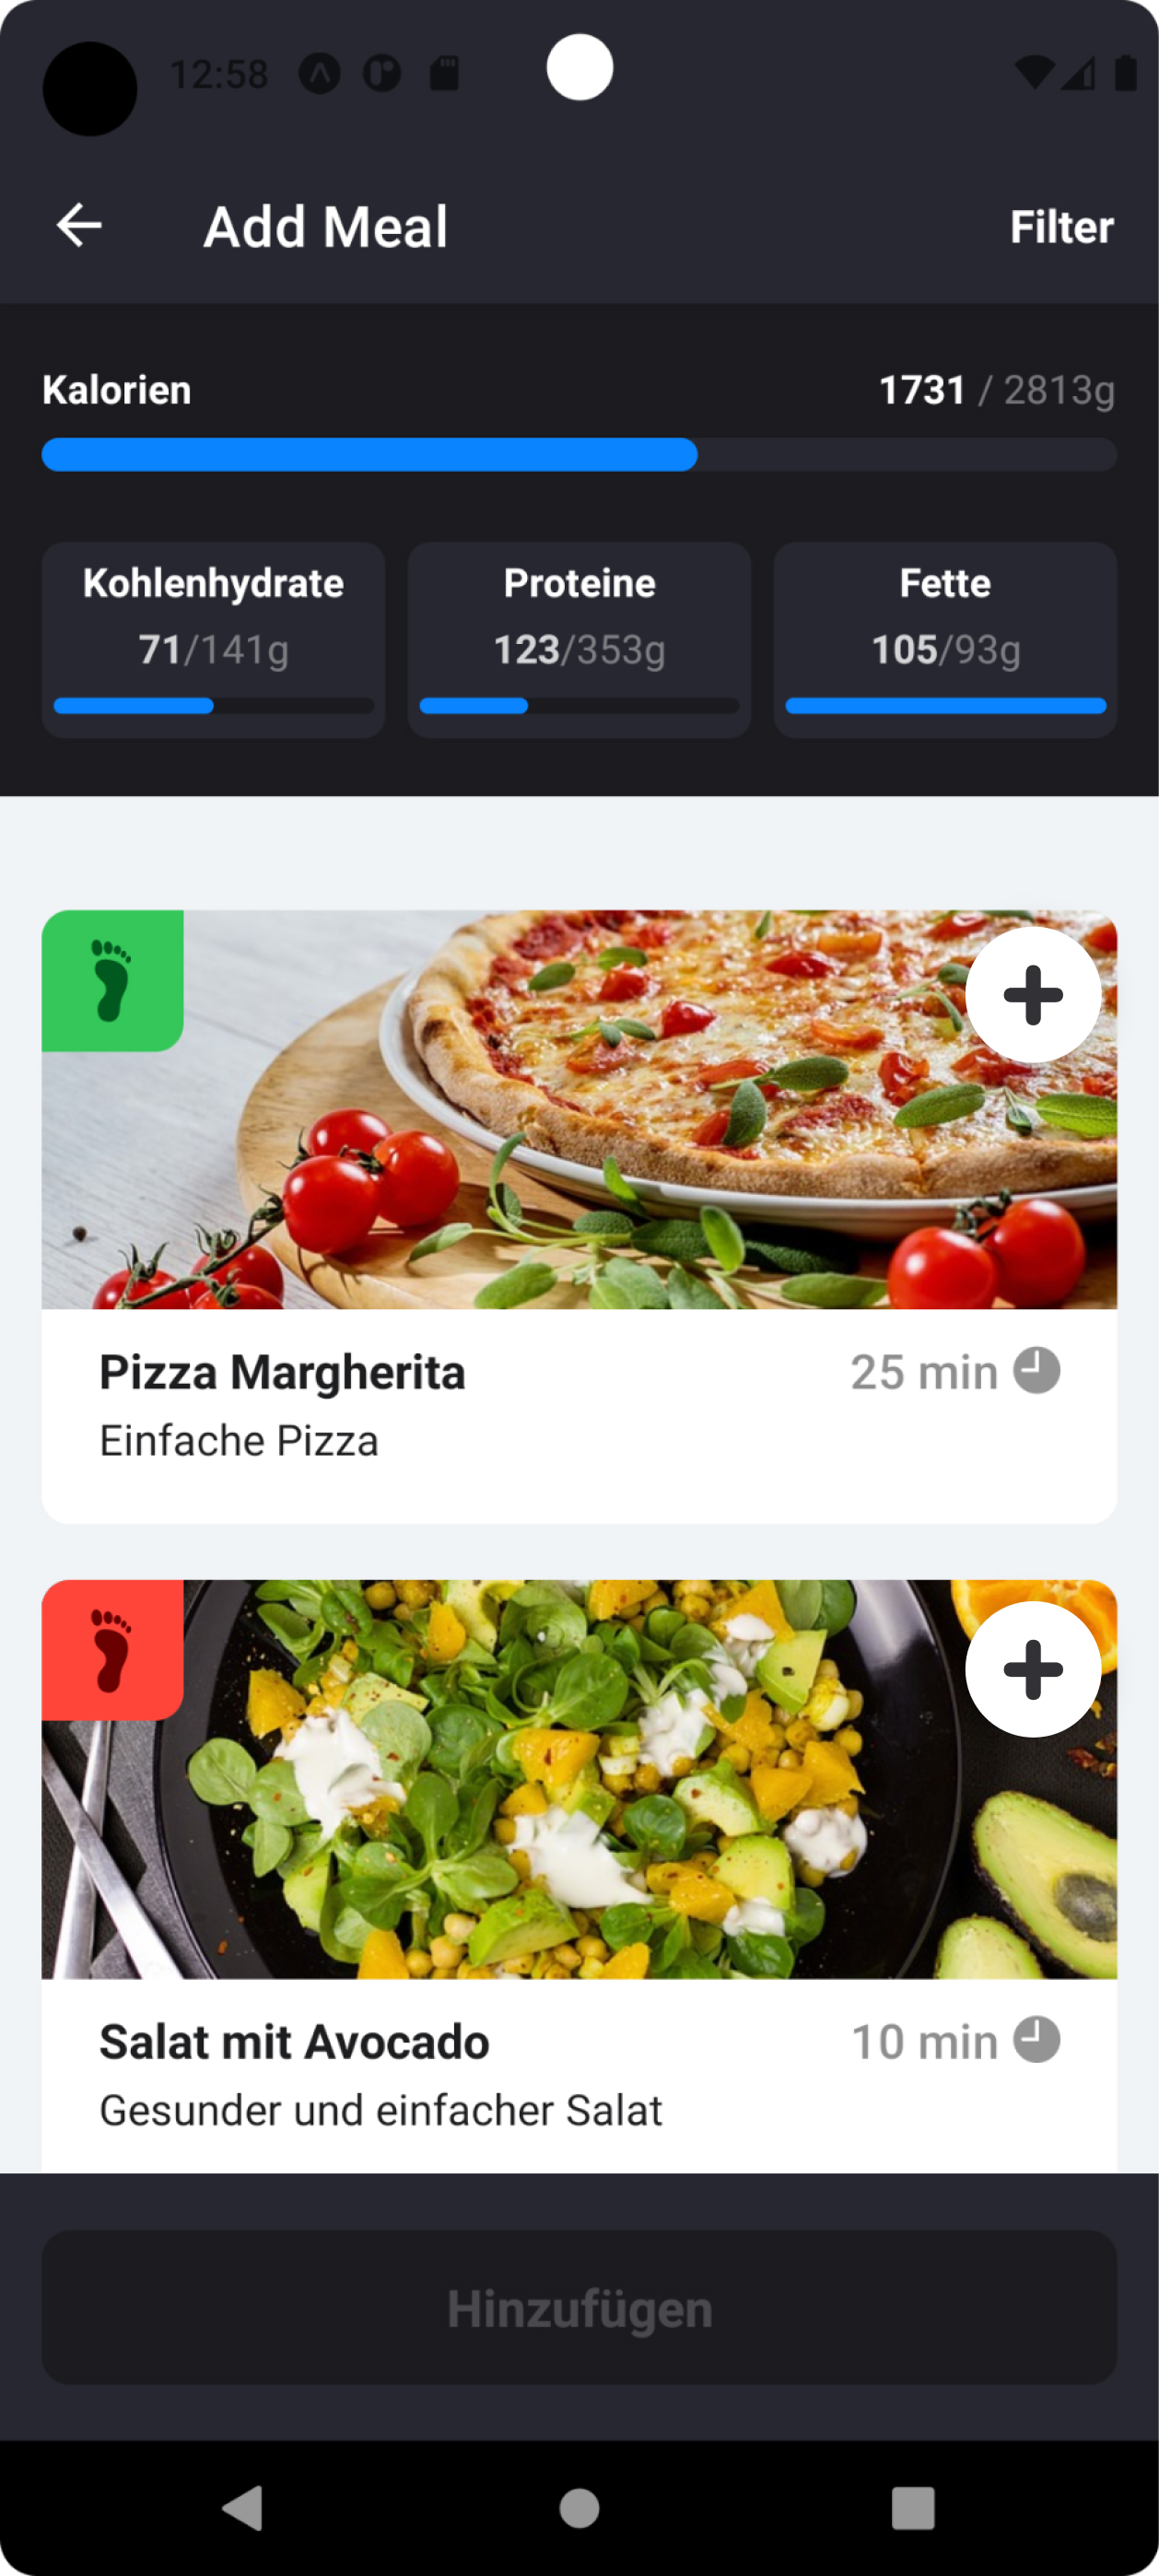 12:58
Add Meal
Filter
Kalorien
1731 / 2813g
Kohlenhydrate
71/141g
Proteine
123/353g
Fette
105/93g
Pizza Margherita
25 min
Einfache Pizza
Salat mit Avocado
10 min
Gesunder und einfacher Salat
Hinzufügen